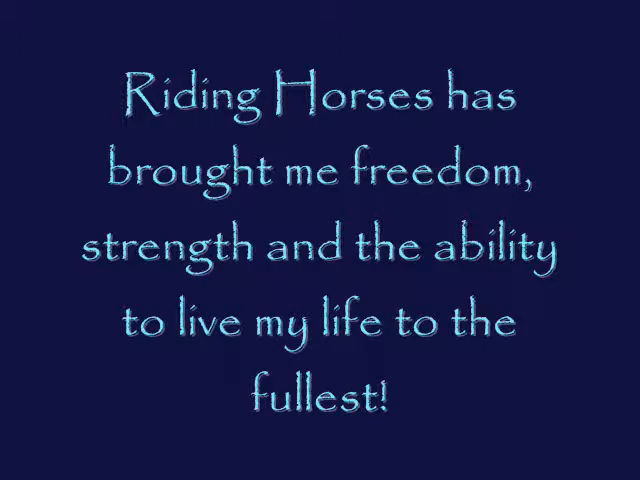 Riding Horses has
brought me freedom,
strength and the ability
to live my life to the
fullest!